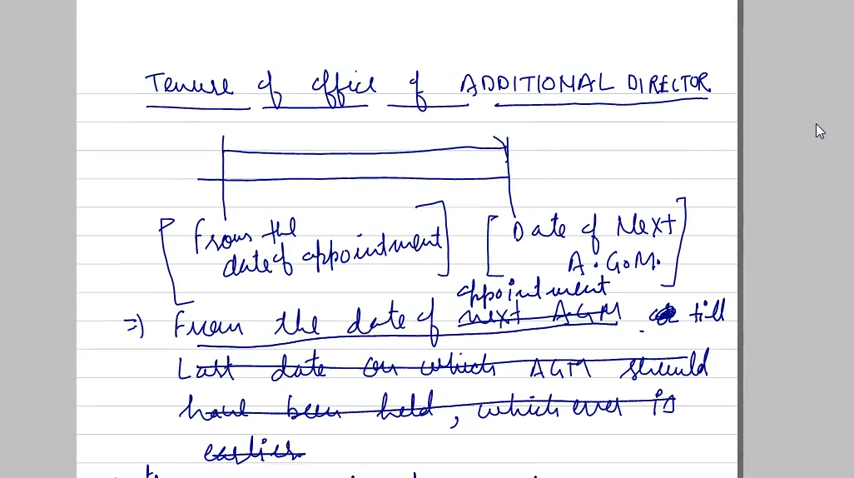 Tenure of office of ADDITIONAL DIRECTOR
[From the date of appointment] [Date of Next A.G.M.]
appointment
=) From the date of next AGM or till
Last date on which AGM should
have been held, which ever is
earlier